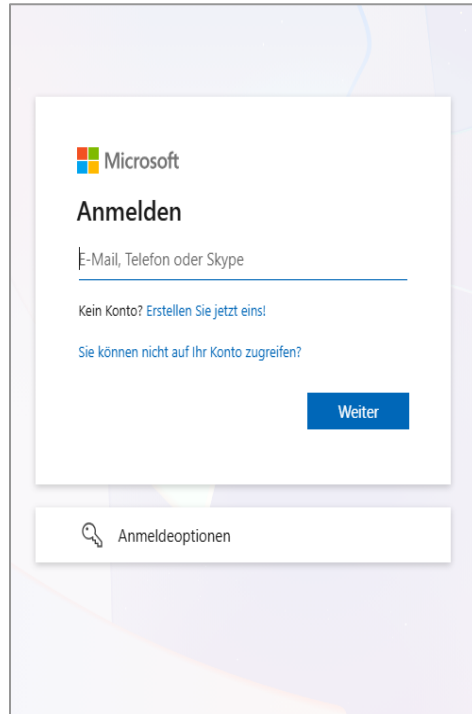 Microsoft
Anmelden
E-Mail, Telefon oder Skype
Kein Konto? Erstellen Sie jetzt eins!
Sie können nicht auf Ihr Konto zugreifen?
Weiter
Anmeldeoptionen